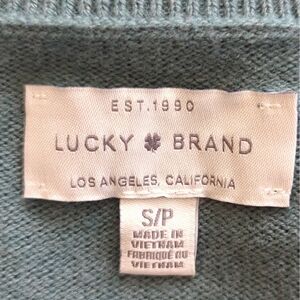 EST.1990
LUCKY BRAND
LOS ANGELES, CALIFORNIA
S/P
MADE IN
VIETNAM
FABRIQUÉ AU
VIETNAM